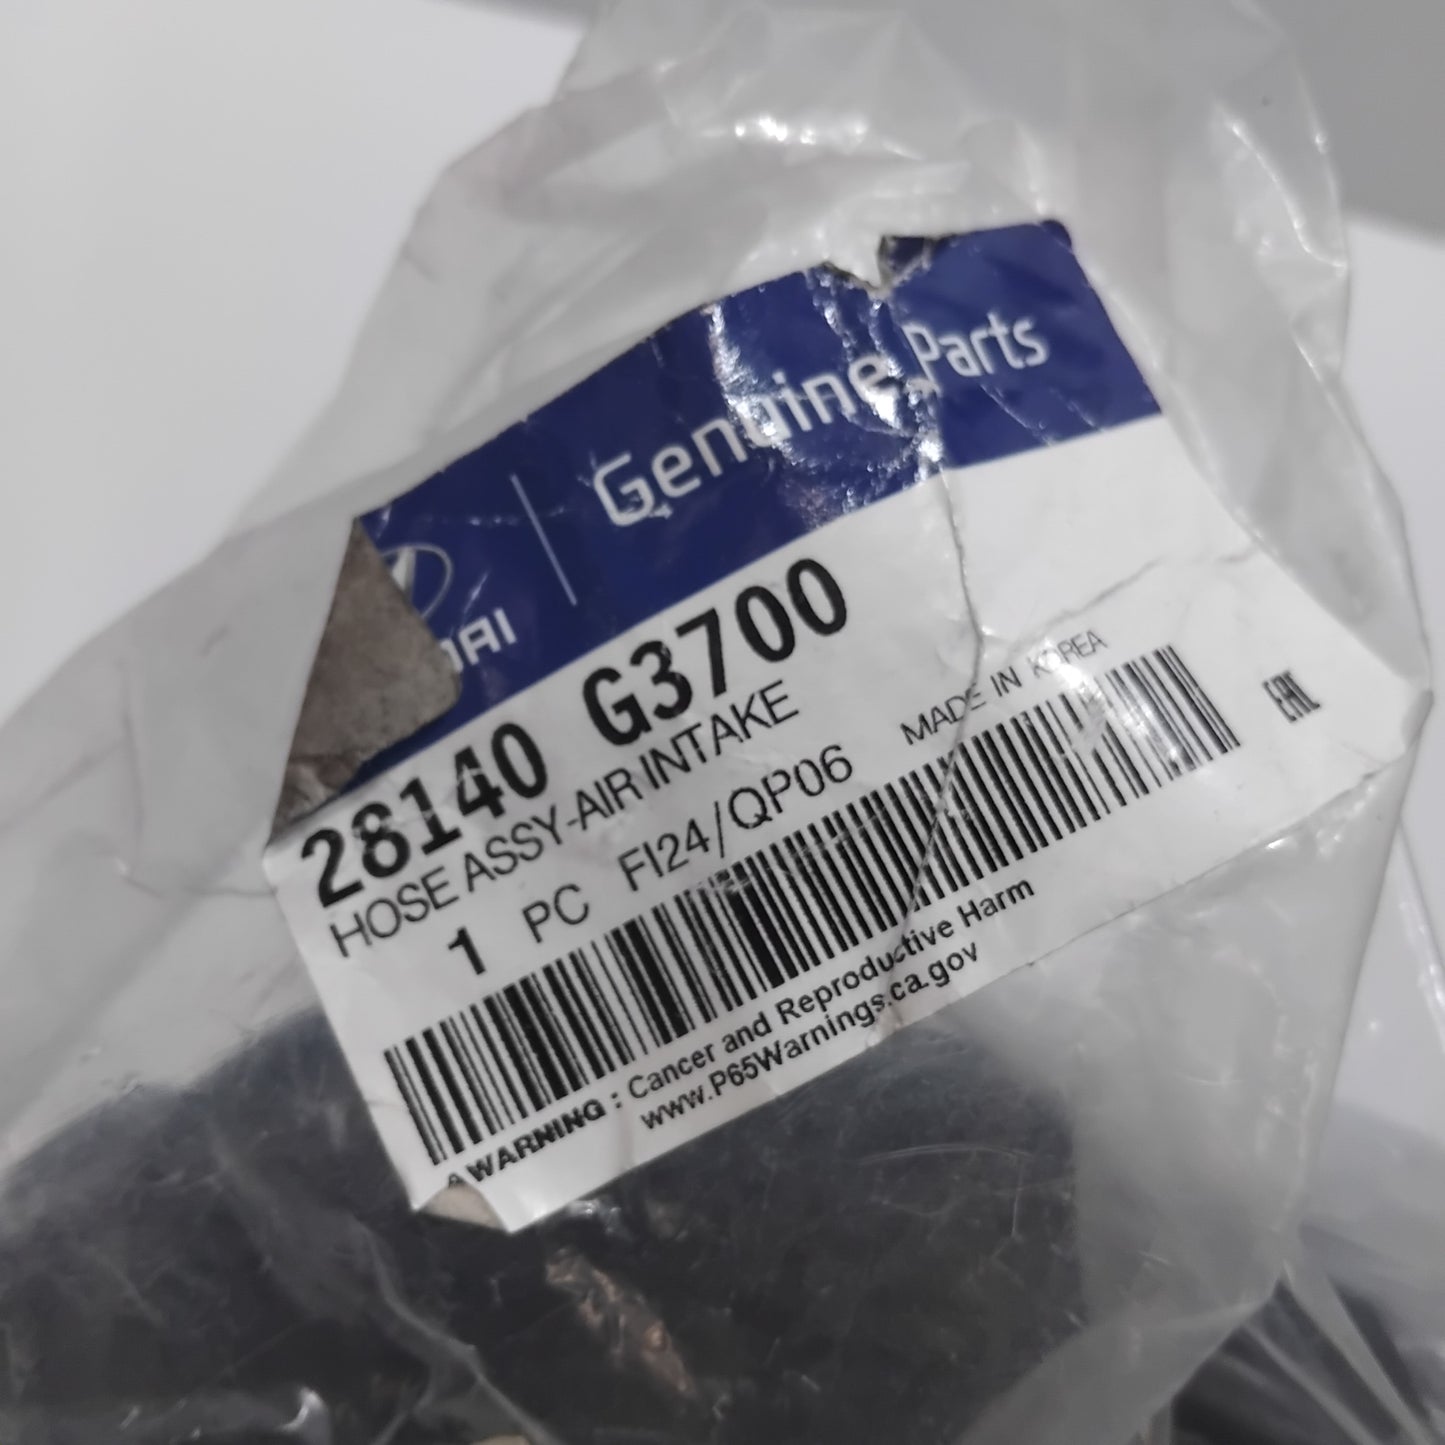 Genuine Parts
28140 G3700
HOSE ASSY-AIR INTAKE
1 PC FI24/QP06 MADE IN KOREA
EAC
WARNING : Cancer and Reproductive Harm
www.P65Warnings.ca.gov